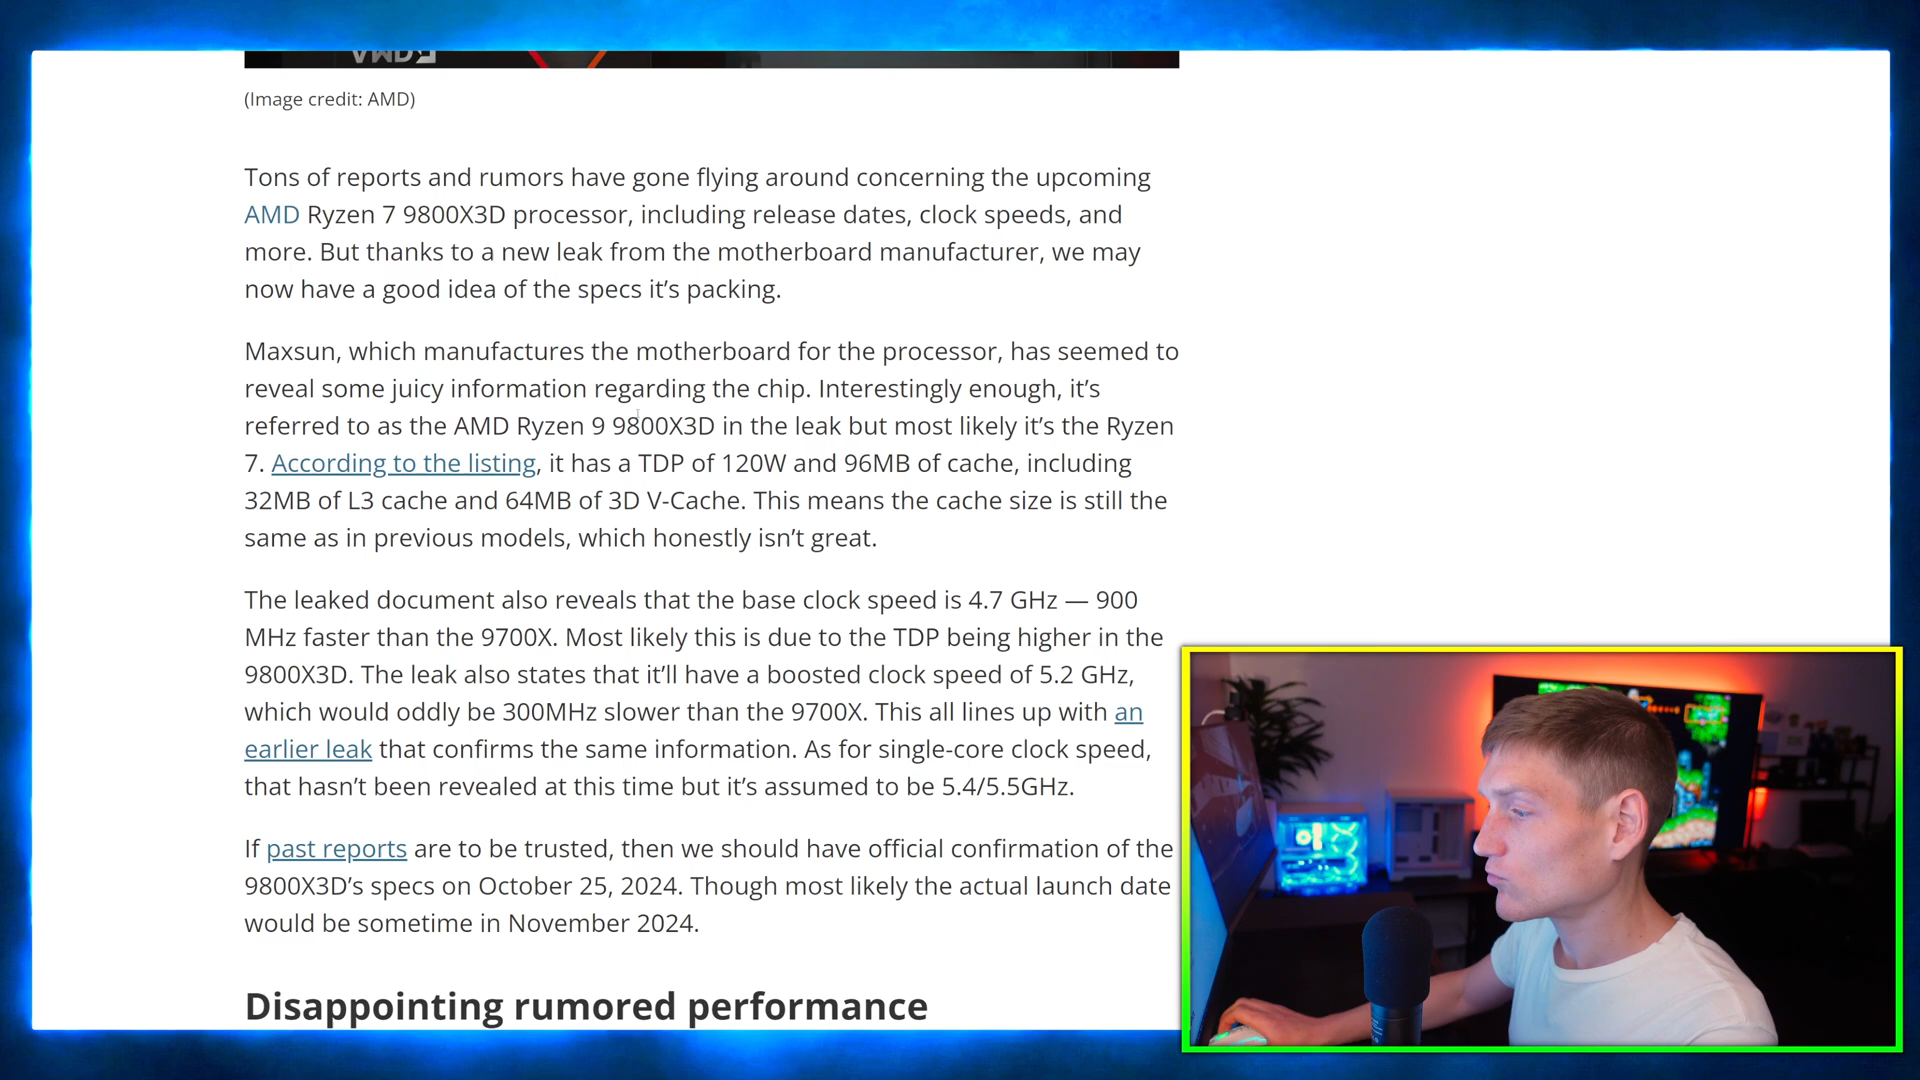 AMD
(Image credit: AMD)
Tons of reports and rumors have gone flying around concerning the upcoming
AMD Ryzen 7 9800X3D processor, including release dates, clock speeds, and
more. But thanks to a new leak from the motherboard manufacturer, we may
now have a good idea of the specs it’s packing.
Maxsun, which manufactures the motherboard for the processor, has seemed to
reveal some juicy information regarding the chip. Interestingly enough, it’s
referred to as the AMD Ryzen 9 9800X3D in the leak but most likely it’s the Ryzen
7. According to the listing, it has a TDP of 120W and 96MB of cache, including
32MB of L3 cache and 64MB of 3D V-Cache. This means the cache size is still the
same as in previous models, which honestly isn’t great.
The leaked document also reveals that the base clock speed is 4.7 GHz — 900
MHz faster than the 9700X. Most likely this is due to the TDP being higher in the
9800X3D. The leak also states that it’ll have a boosted clock speed of 5.2 GHz,
which would oddly be 300MHz slower than the 9700X. This all lines up with an
earlier leak that confirms the same information. As for single-core clock speed,
that hasn’t been revealed at this time but it’s assumed to be 5.4/5.5GHz.
If past reports are to be trusted, then we should have official confirmation of the
9800X3D’s specs on October 25, 2024. Though most likely the actual launch date
would be sometime in November 2024.
Disappointing rumored performance